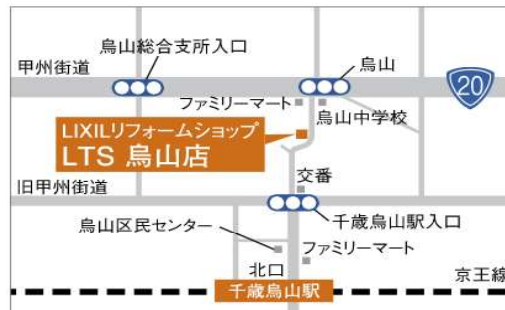 烏山総合支所入口
甲州街道
烏山
20
ファミリーマート
烏山中学校
LIXILリフォームショップ
LTS 烏山店
交番
旧甲州街道
千歳烏山駅入口
烏山区民センター
ファミリーマート
北口
京王線
千歳烏山駅